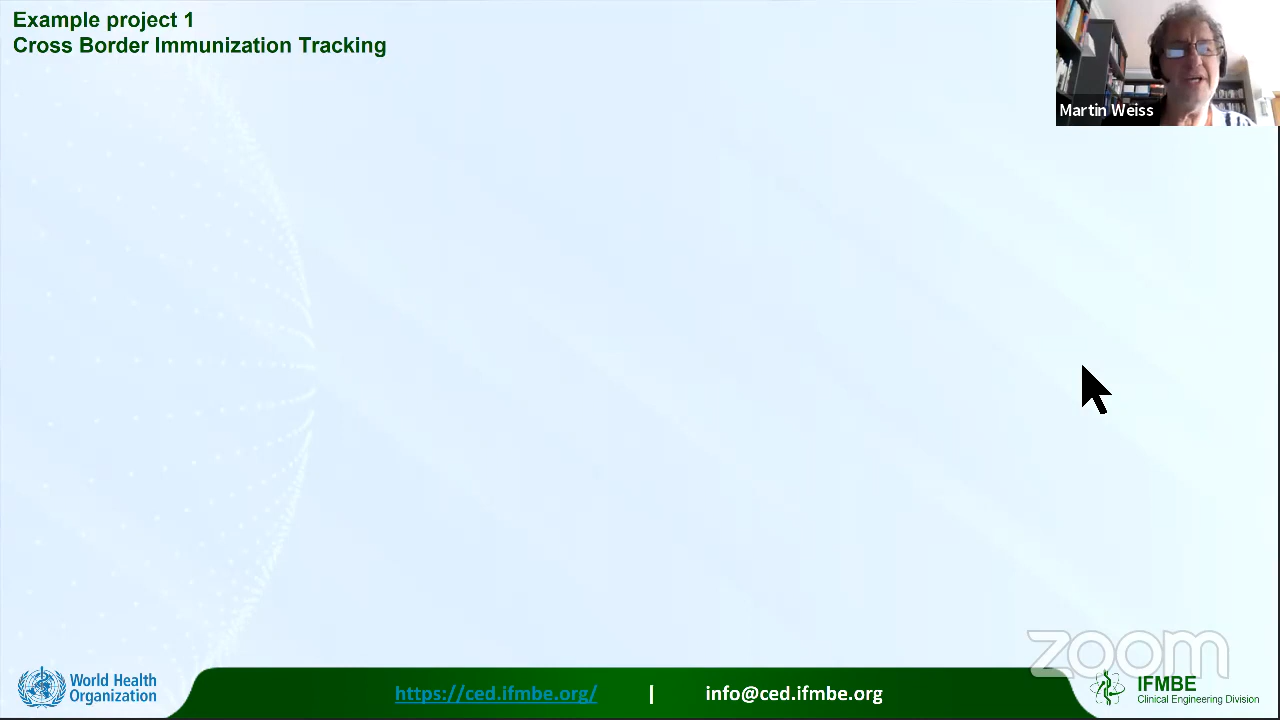 Example project 1
Cross Border Immunization Tracking
Martin Weiss
zoom
World Health
Organization
https://ced.ifmbe.org/ | info@ced.ifmbe.org
IFMBE
Clinical Engineering Division